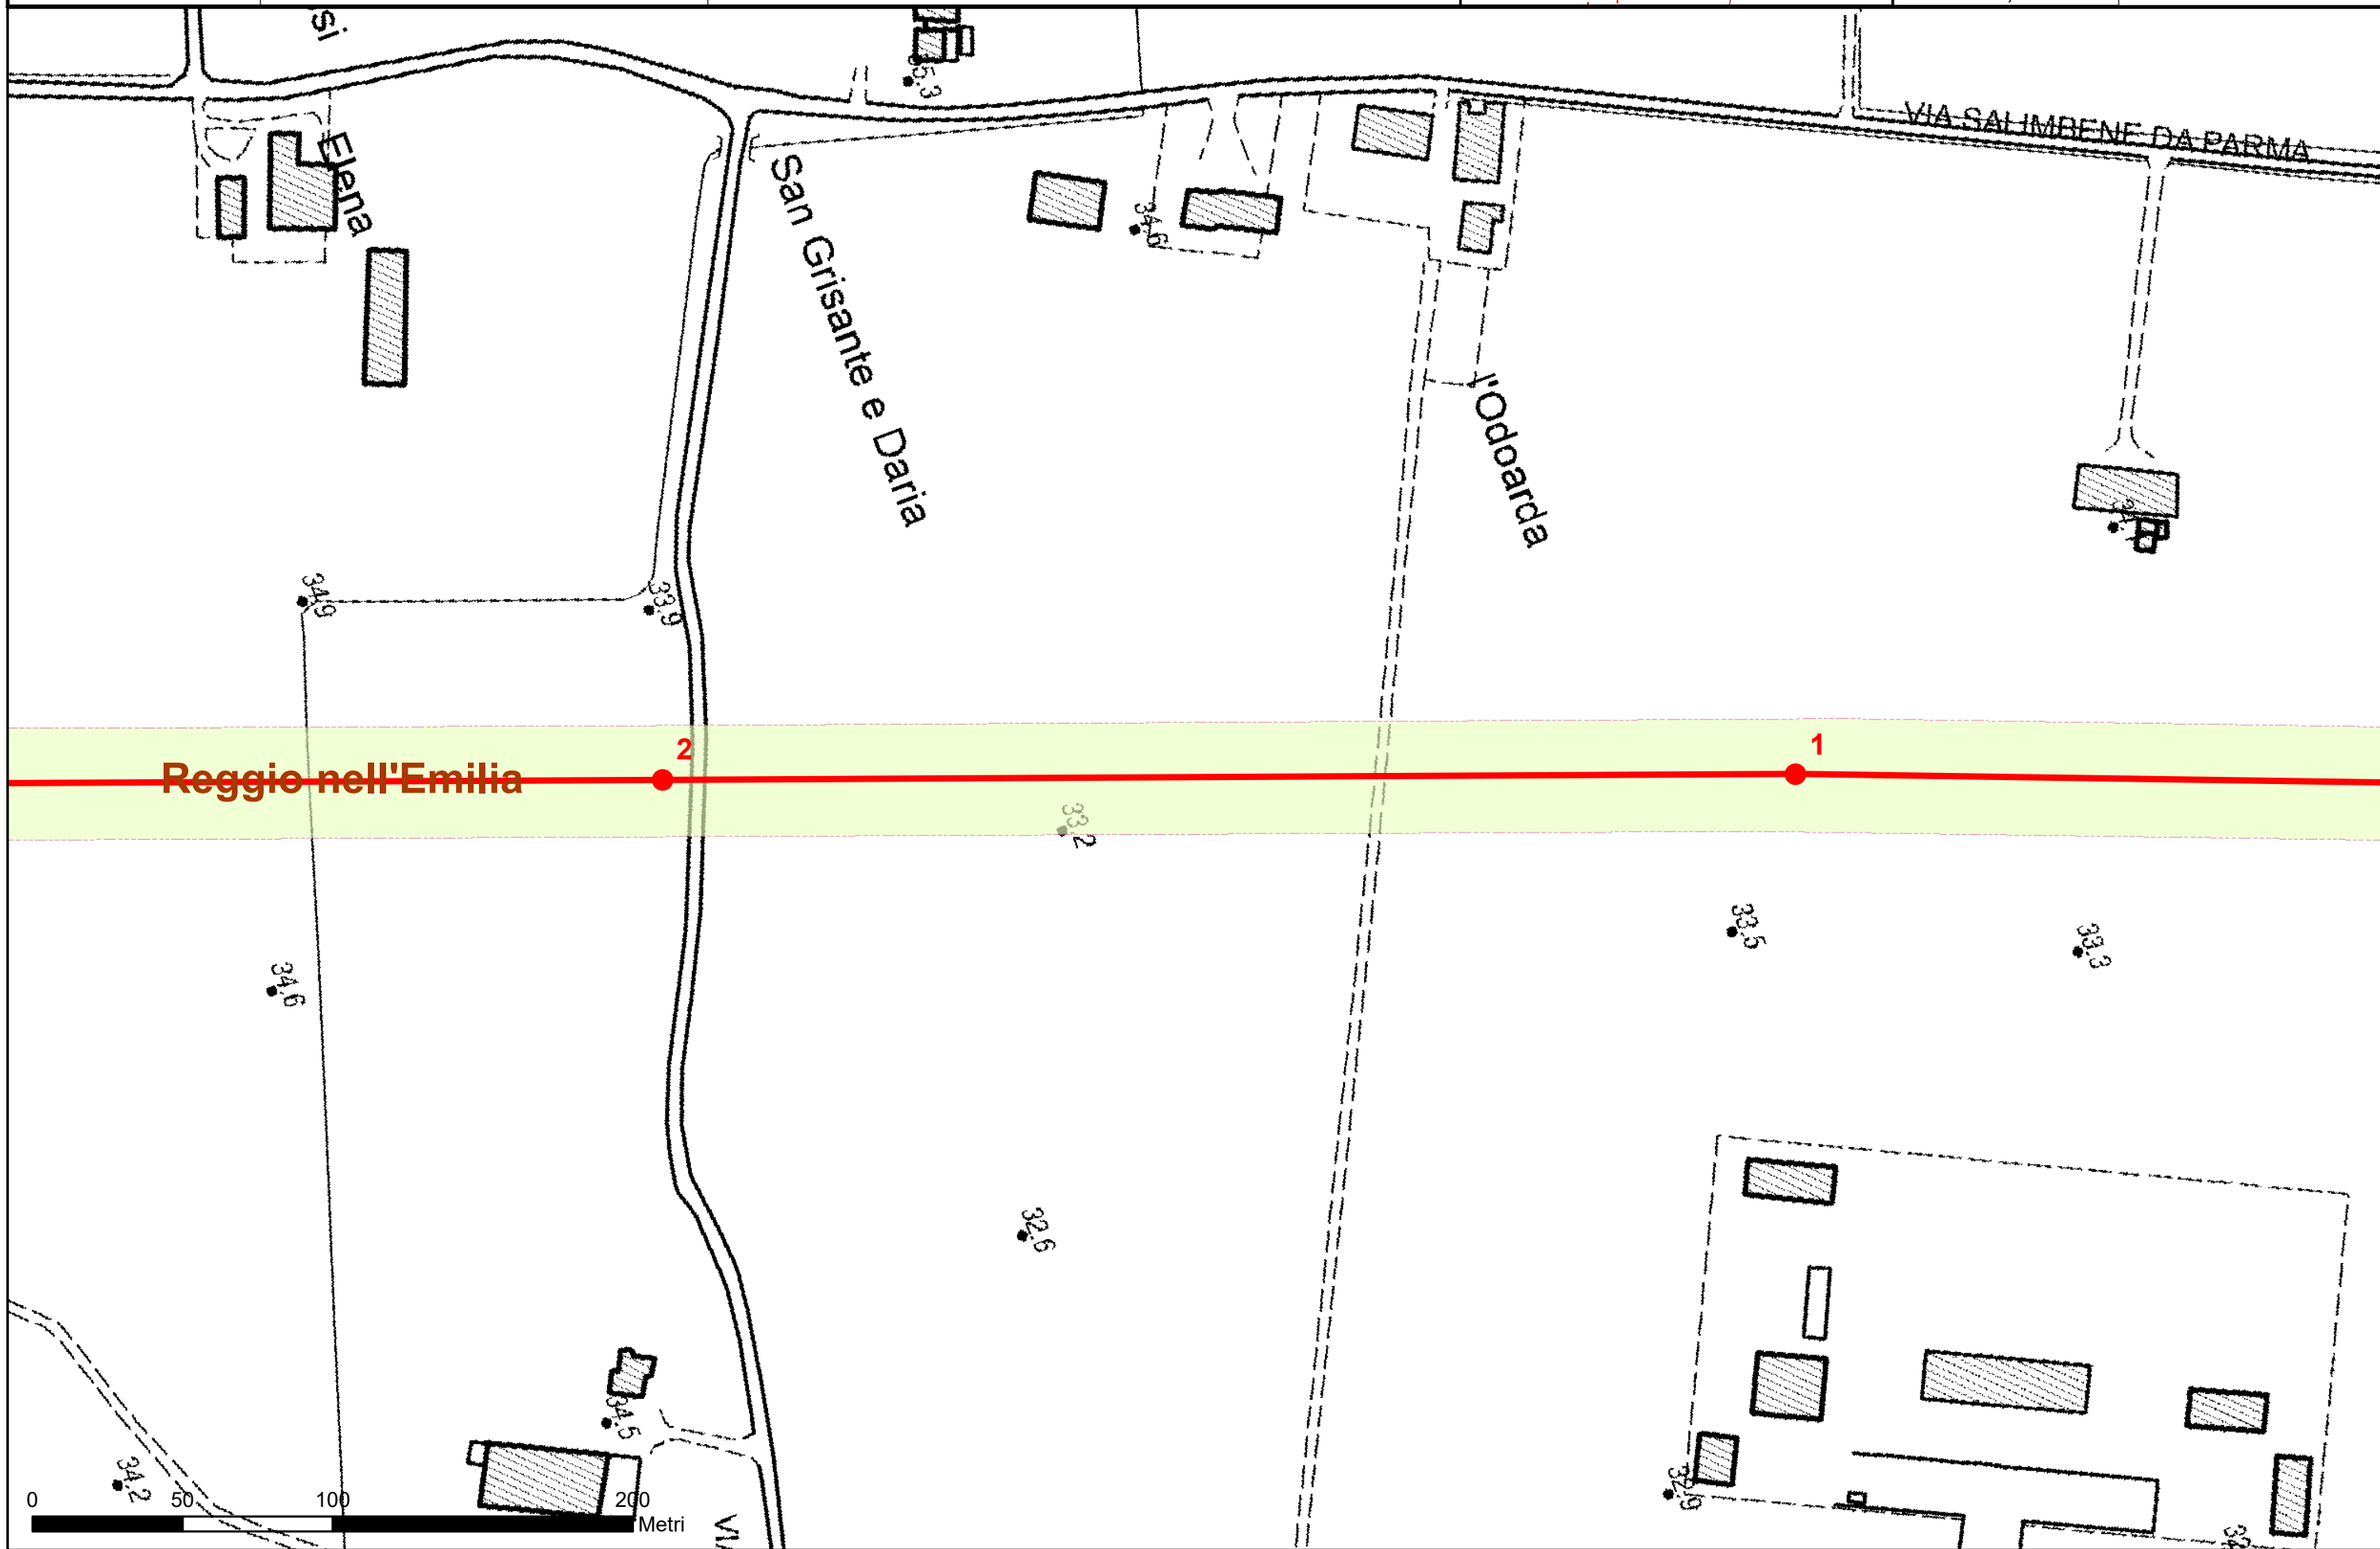 VIA SALIMBENE DA PARMA
Elena
San Grisante e Daria
34.6
l'Odoarda
34.9
33.9
2
1
Reggio nell'Emilia
33.2
33.5
33.3
34.6
32.6
34.5
34.2
32.9
0 50 100 200
Metri